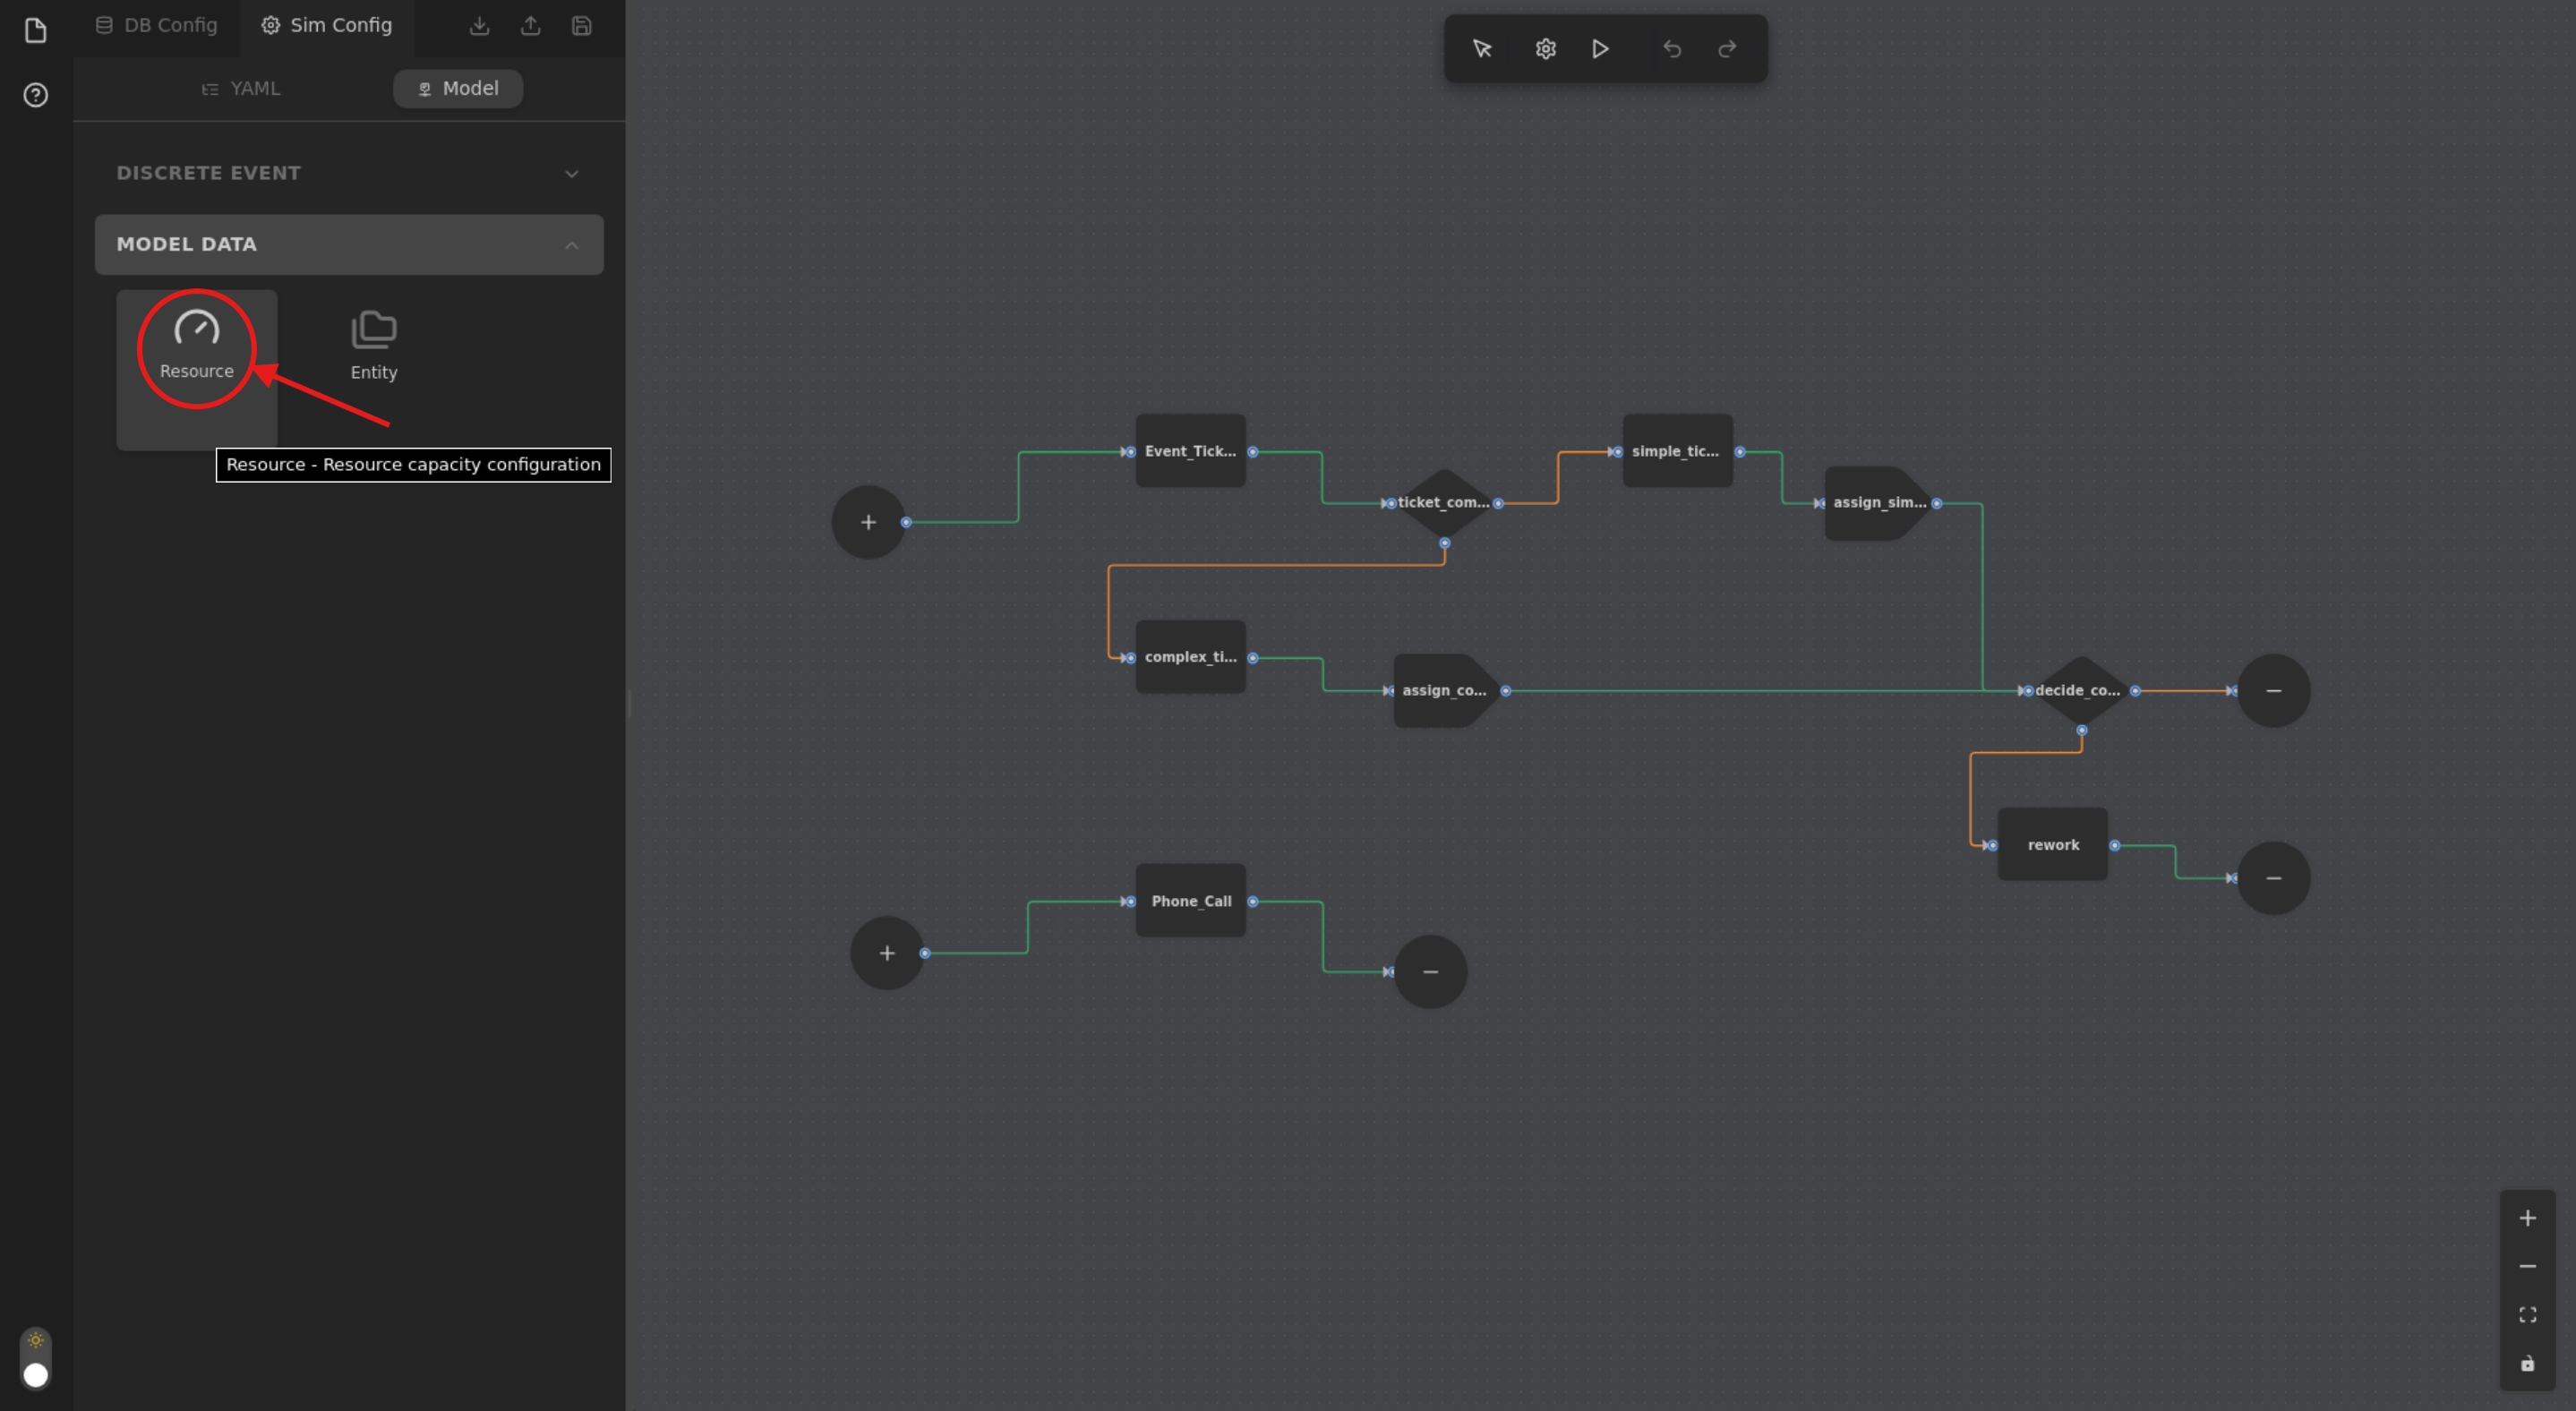 DB Config
Sim Config
YAML
Model
DISCRETE EVENT
MODEL DATA
Resource
Entity
Resource - Resource capacity configuration
Event_Tick...
ticket_com...
simple_tic...
assign_sim...
complex_ti...
assign_co...
decide_co...
rework
Phone_Call